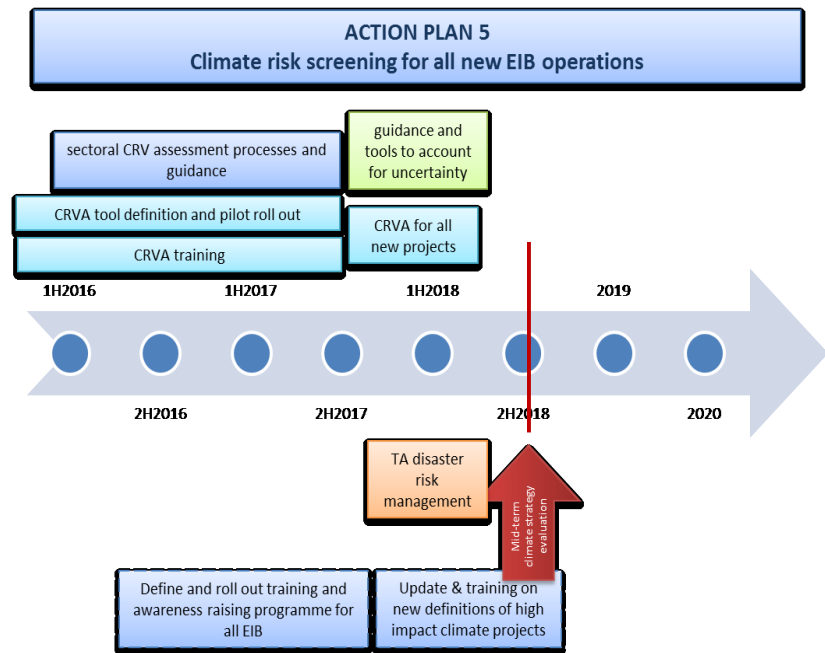 ACTION PLAN 5
Climate risk screening for all new EIB operations
guidance and
tools to account
for uncertainty
sectoral CRV assessment processes and
guidance
CRVA tool definition and pilot roll out
CRVA for all
new projects
CRVA training
1H2016
1H2017
1H2018
2019
2H2016
2H2017
2H2018
2020
TA disaster
risk
management
Mid-term
climate strategy
evaluation
Define and roll out training and
awareness raising programme for
all EIB
Update & training on
new definitions of high
impact climate projects